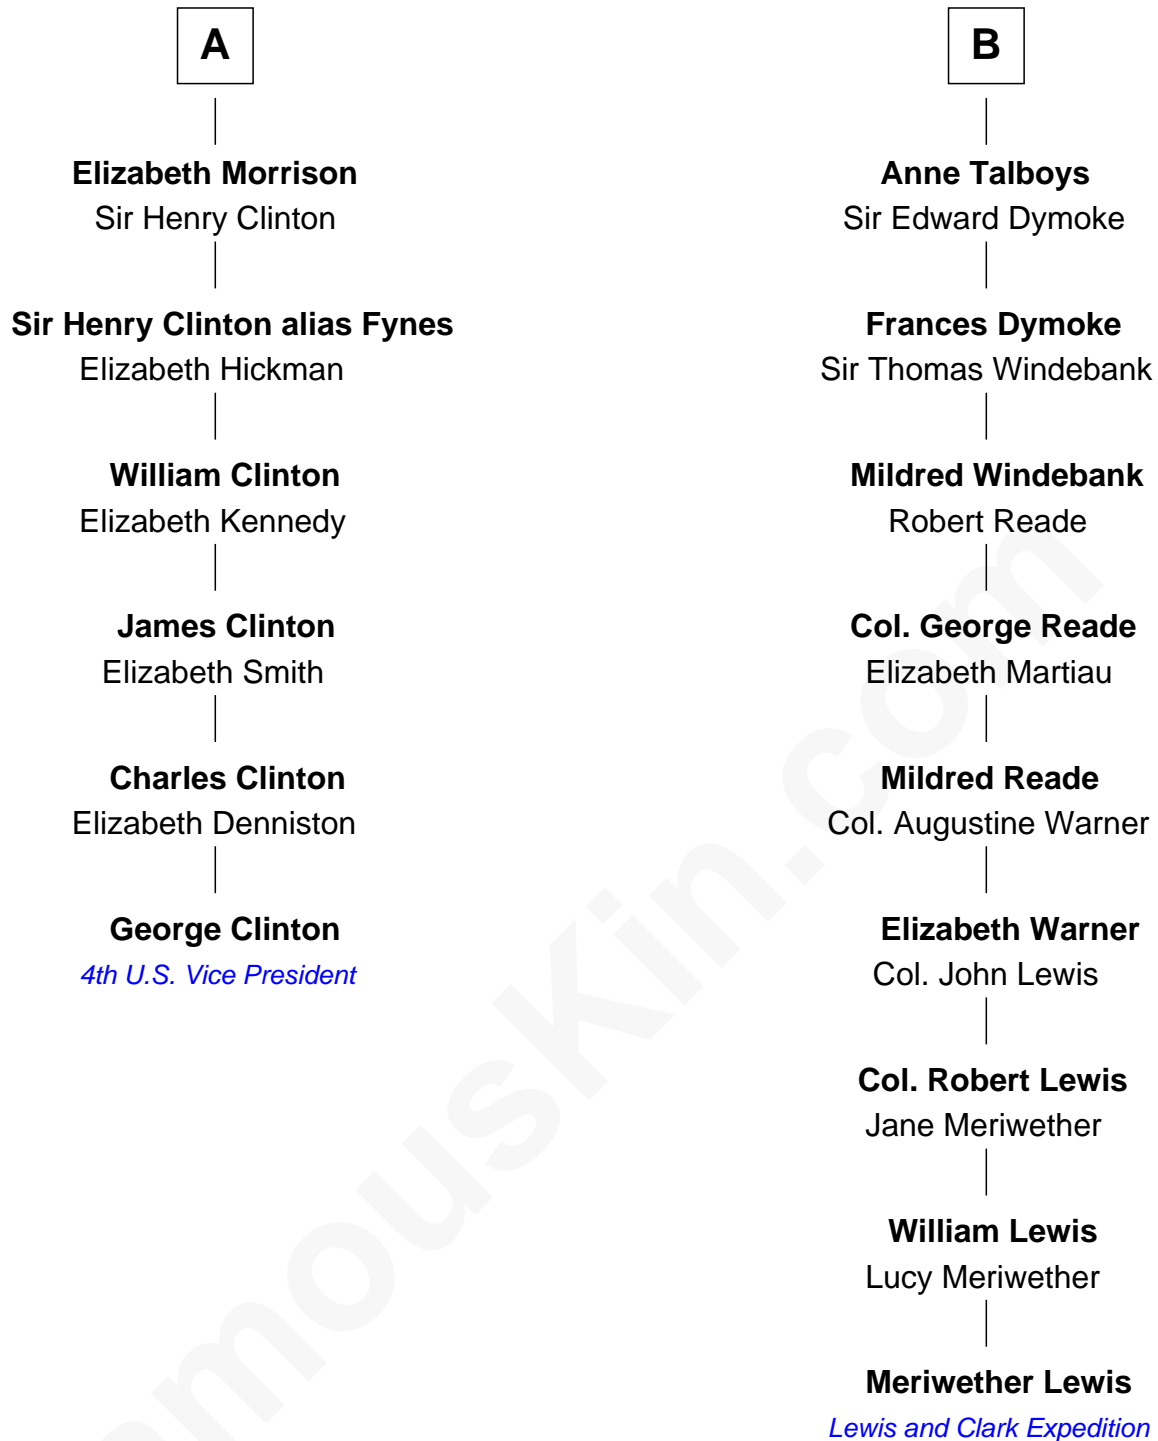 A
Elizabeth Morrison
Sir Henry Clinton
Sir Henry Clinton alias Fynes
Elizabeth Hickman
William Clinton
Elizabeth Kennedy
James Clinton
Elizabeth Smith
Charles Clinton
Elizabeth Denniston
George Clinton
4th U.S. Vice President
B
Anne Talboys
Sir Edward Dymoke
Frances Dymoke
Sir Thomas Windebank
Mildred Windebank
Robert Reade
Col. George Reade
Elizabeth Martiau
Mildred Reade
Col. Augustine Warner
Elizabeth Warner
Col. John Lewis
Col. Robert Lewis
Jane Meriwether
William Lewis
Lucy Meriwether
Meriwether Lewis
Lewis and Clark Expedition
amouskin.com